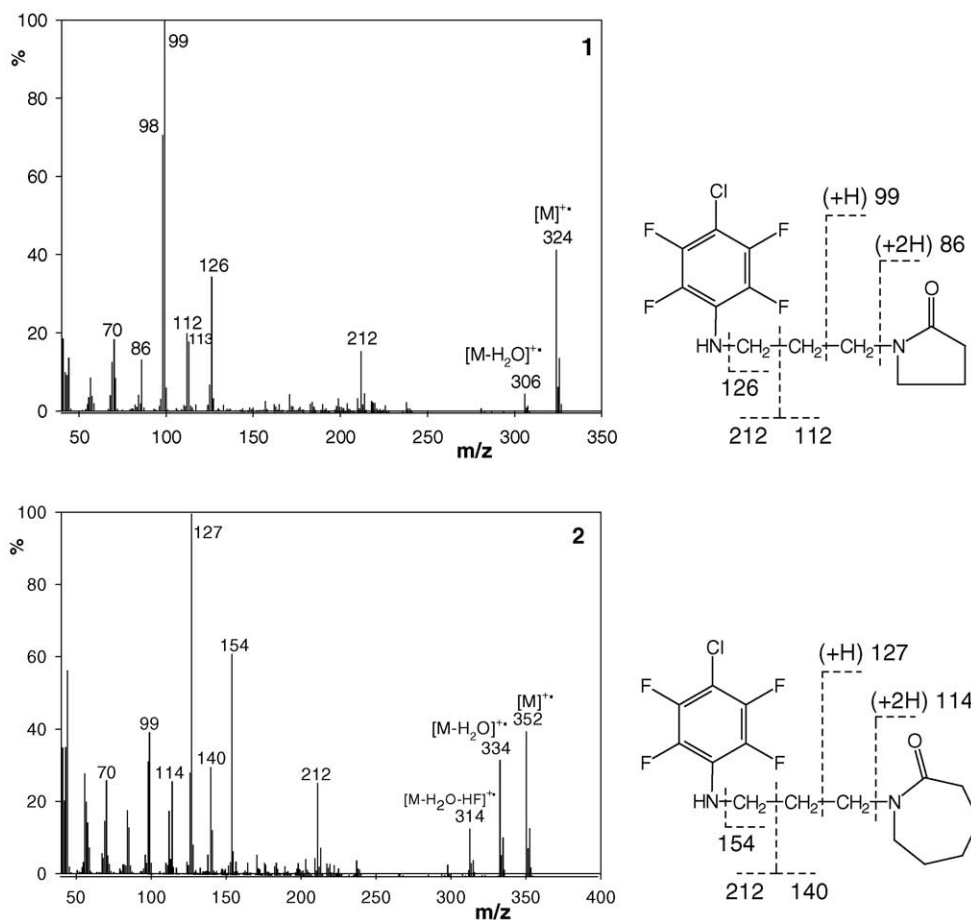 %
100
80
60
40
20
0
1
99
98
126
112
113
70
86
212
[M]+•
324
[M-H2O]+•
306
50
100
150
200
250
300
350
m/z
Cl
F
F
F
F
HN
CH2
CH2
CH2
N
O
(+H) 99
(+2H) 86
126
212
112
%
100
80
60
40
20
0
2
127
154
99
140
70
114
212
[M]+•
352
[M-H2O]+•
334
[M-H2O-HF]+•
314
50
100
150
200
250
300
350
400
m/z
Cl
F
F
F
F
HN
CH2
CH2
CH2
N
O
(+H) 127
(+2H) 114
154
212
140